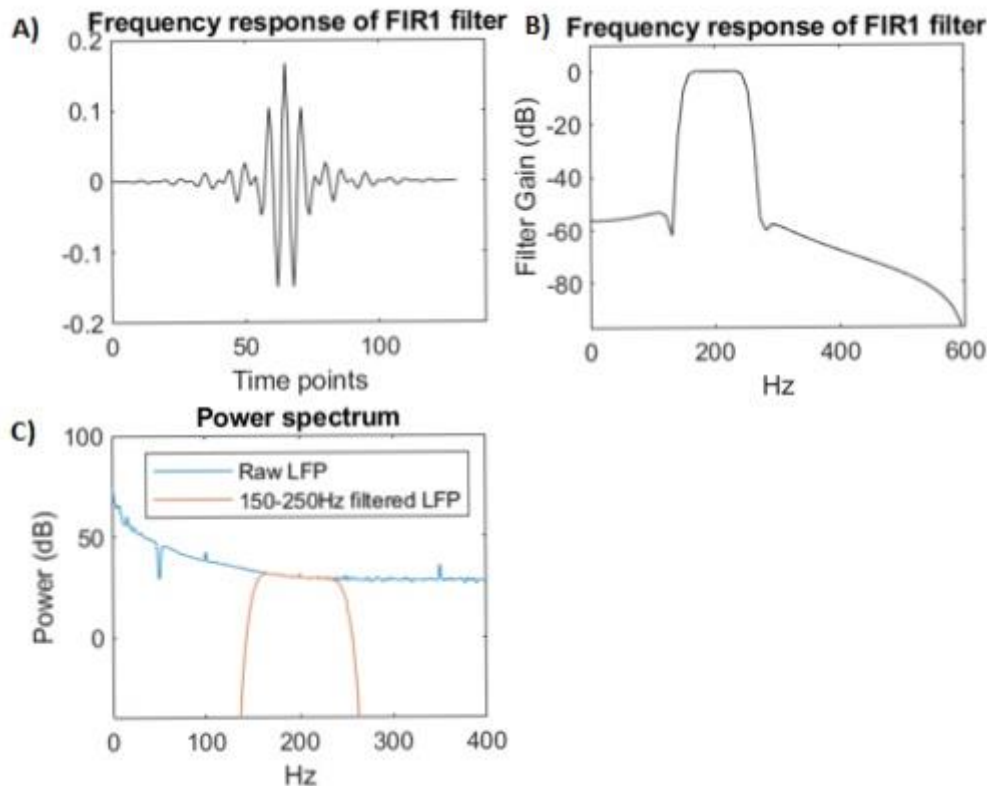 A)
Frequency response of FIR1 filter
0.2
0.1
0
-0.1
-0.2
0
50
100
Time points
B)
Frequency response of FIR1 filter
Filter Gain (dB)
0
-20
-40
-60
-80
0
200
400
600
Hz
C)
Power spectrum
Power (dB)
100
50
0
Raw LFP
150-250Hz filtered LFP
0
100
200
300
400
Hz